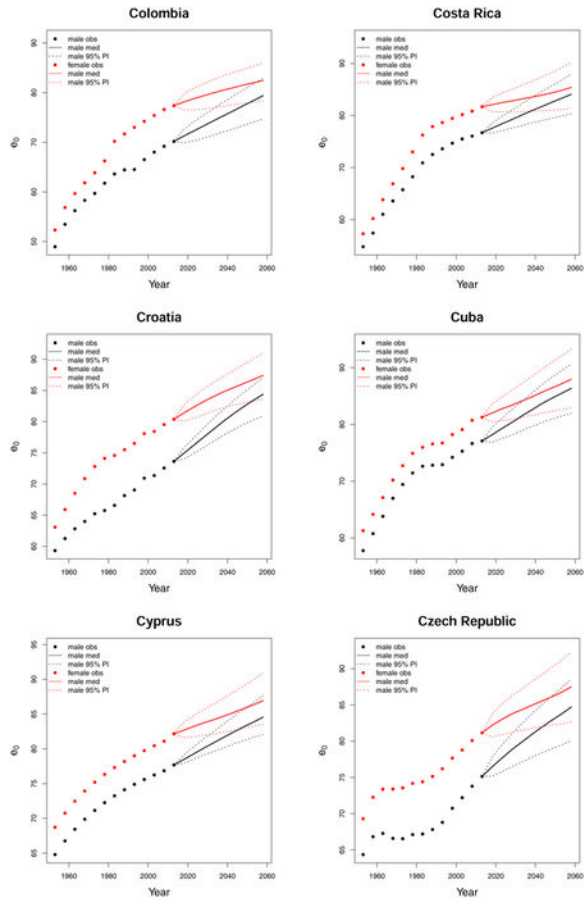 Colombia
male obs
male med
male 95% PI
female obs
male med
male 95% PI
e0
50
60
70
80
90
1960
1980
2000
2020
2040
2060
Year
Costa Rica
male obs
male med
male 95% PI
female obs
male med
male 95% PI
e0
60
70
80
90
1960
1980
2000
2020
2040
2060
Year
Croatia
male obs
male med
male 95% PI
female obs
male med
male 95% PI
e0
60
65
70
75
80
85
90
1960
1980
2000
2020
2040
2060
Year
Cuba
male obs
male med
male 95% PI
female obs
male med
male 95% PI
e0
60
70
80
90
1960
1980
2000
2020
2040
2060
Year
Cyprus
male obs
male med
male 95% PI
female obs
male med
male 95% PI
e0
65
70
75
80
85
90
95
1960
1980
2000
2020
2040
2060
Year
Czech Republic
male obs
male med
male 95% PI
female obs
male med
male 95% PI
e0
65
70
75
80
85
90
1960
1980
2000
2020
2040
2060
Year